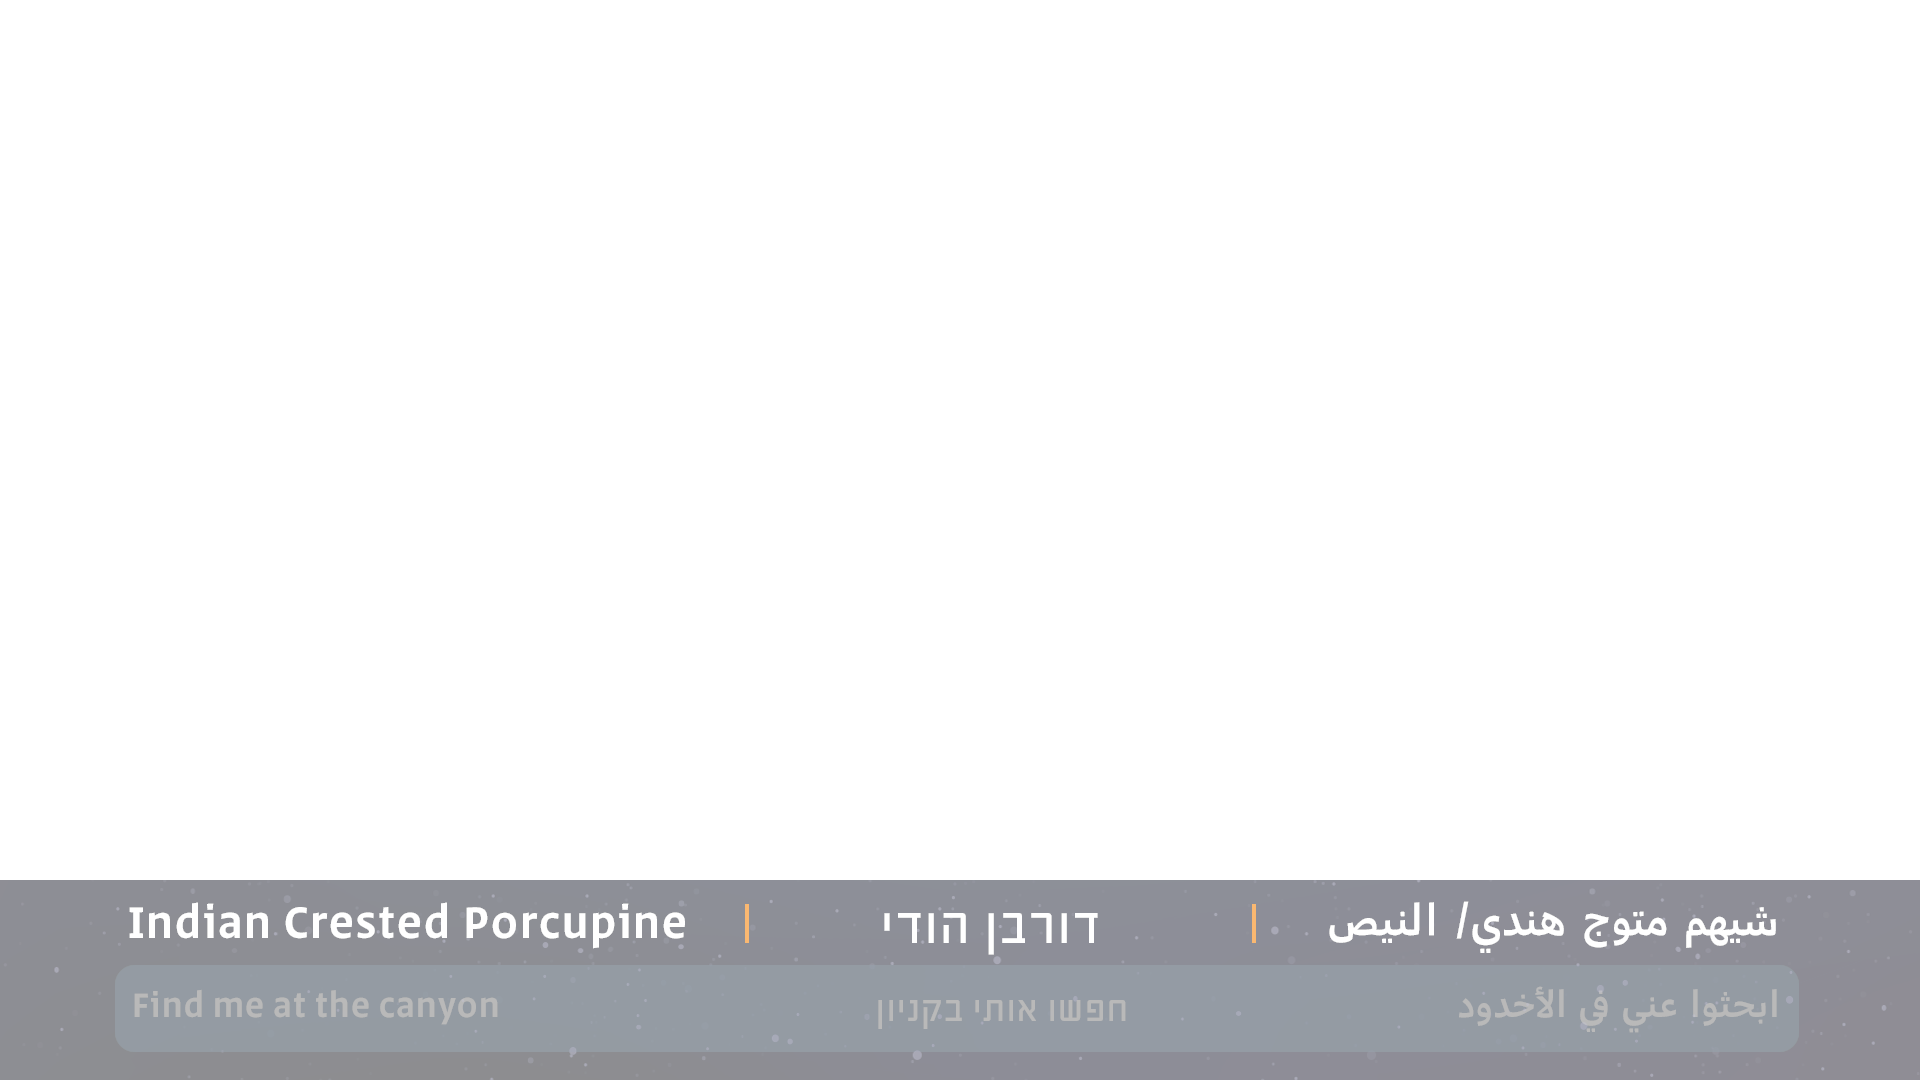 Indian Crested Porcupine | דורבן הודי | شيهم متوج هندي/ النيص
Find me at the canyon חפשו אותי בקניון ابحثوا عني في الأخدود